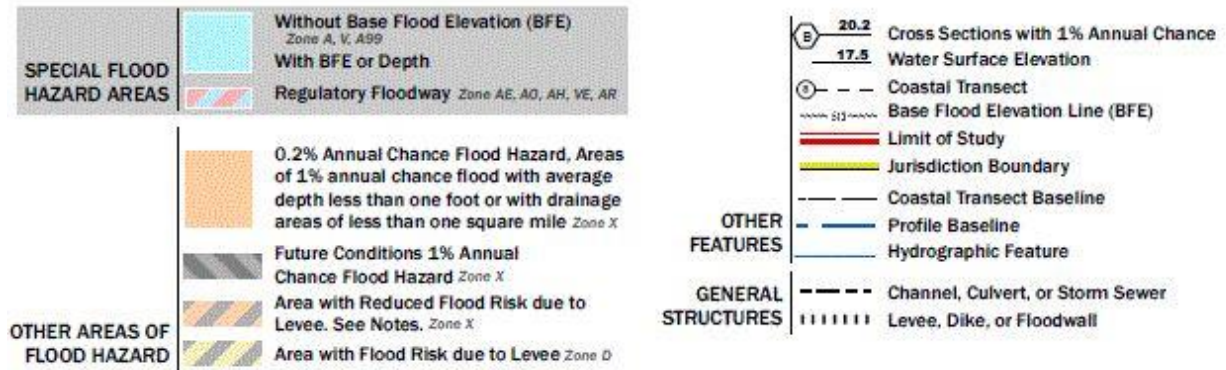 SPECIAL FLOOD
HAZARD AREAS
Without Base Flood Elevation (BFE)
Zone A, V, A99
With BFE or Depth
Regulatory Floodway Zone AE, AO, AH, VE, AR
OTHER AREAS OF
FLOOD HAZARD
0.2% Annual Chance Flood Hazard, Areas
of 1% annual chance flood with average
depth less than one foot or with drainage
areas of less than one square mile Zone X
Future Conditions 1% Annual
Chance Flood Hazard Zone X
Area with Reduced Flood Risk due to
Levee. See Notes. Zone X
Area with Flood Risk due to Levee Zone D
OTHER
FEATURES
B 20.2 Cross Sections with 1% Annual Chance
17.5 Water Surface Elevation
8 Coastal Transect
513 Base Flood Elevation Line (BFE)
Limit of Study
Jurisdiction Boundary
Coastal Transect Baseline
Profile Baseline
Hydrographic Feature
GENERAL
STRUCTURES
Channel, Culvert, or Storm Sewer
Levee, Dike, or Floodwall